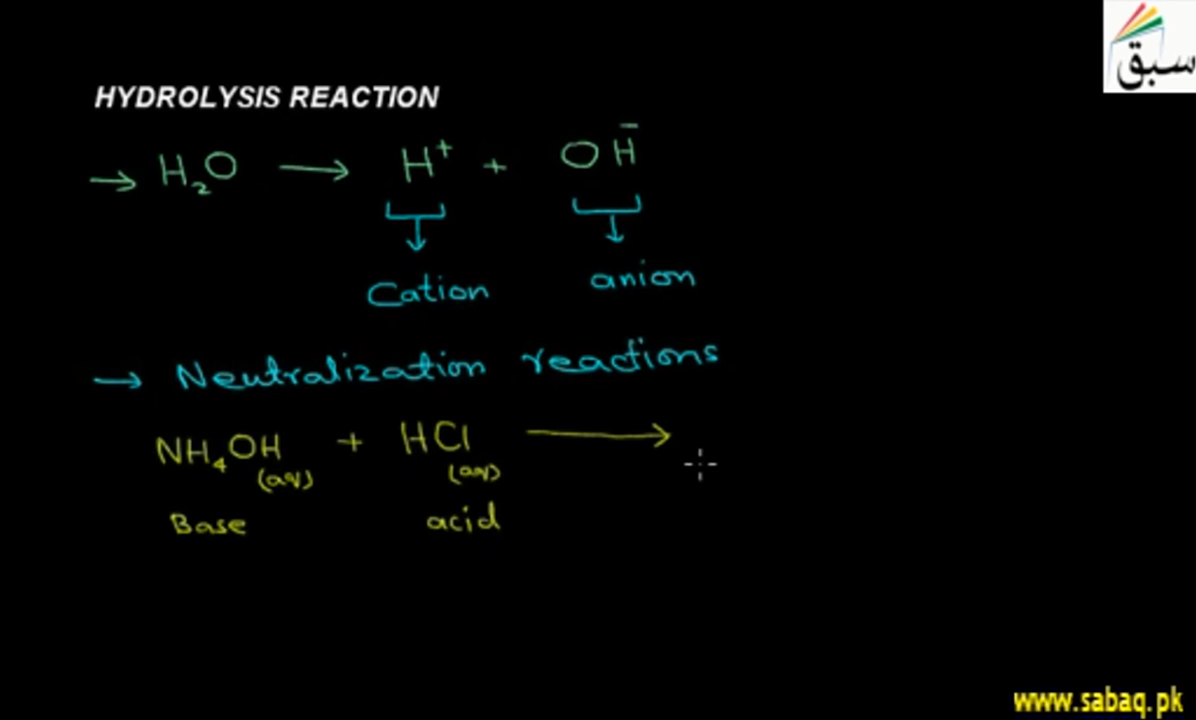 سبق
HYDROLYSIS REACTION
→ H₂O → H⁺ + OH⁻
Cation anion
→ Neutralization reactions
NH₄OH (aq) + HCl (aq) →
Base acid
www.sabaq.pk